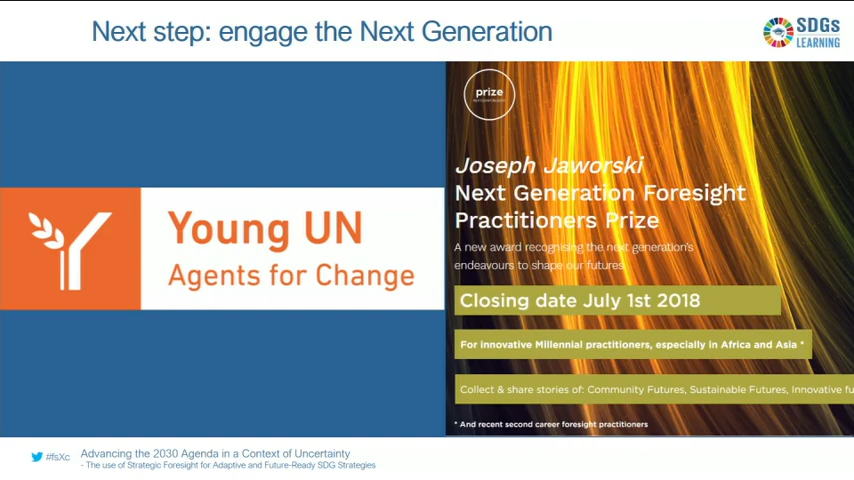 Next step: engage the Next Generation
SDGs
LEARNING
prize
Joseph Jaworski
Next Generation Foresight
Practitioners Prize
A new award recognising the next generation's
endeavours to shape our futures
Young UN
Agents for Change
Closing date July 1st 2018
For innovative Millennial practitioners, especially in Africa and Asia *
Collect & share stories of: Community Futures, Sustainable Futures, Innovative fu
* And recent second career foresight practitioners
#fsXc
Advancing the 2030 Agenda in a Context of Uncertainty
- The use of Strategic Foresight for Adaptive and Future-Ready SDG Strategies